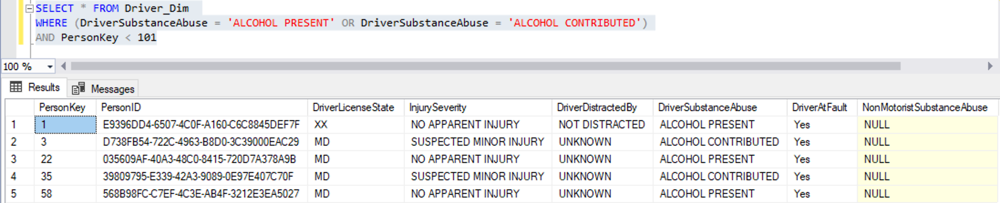 SELECT * FROM Driver_Dim
WHERE (DriverSubstanceAbuse = 'ALCOHOL PRESENT' OR DriverSubstanceAbuse = 'ALCOHOL CONTRIBUTED')
AND PersonKey < 101
100 %
Results Messages
PersonKey PersonID DriverLicenseState InjurySeverity DriverDistractedBy DriverSubstanceAbuse DriverAtFault NonMotoristSubstanceAbuse
1 1 E9396DD4-6507-4C0F-A160-C6C8845DEF7F XX NO APPARENT INJURY NOT DISTRACTED ALCOHOL PRESENT Yes NULL
2 3 D738FB54-722C-4963-B8D0-3C39000EAC29 MD SUSPECTED MINOR INJURY UNKNOWN ALCOHOL CONTRIBUTED Yes NULL
3 22 035609AF-40A3-48C0-8415-720D7A378A9B MD NO APPARENT INJURY UNKNOWN ALCOHOL PRESENT Yes NULL
4 35 39809795-E339-42A3-9089-0E97E407C70F MD SUSPECTED MINOR INJURY UNKNOWN ALCOHOL CONTRIBUTED Yes NULL
5 58 568B98FC-C7EF-4C3E-AB4F-3212E3EA5027 MD NO APPARENT INJURY UNKNOWN ALCOHOL PRESENT Yes NULL